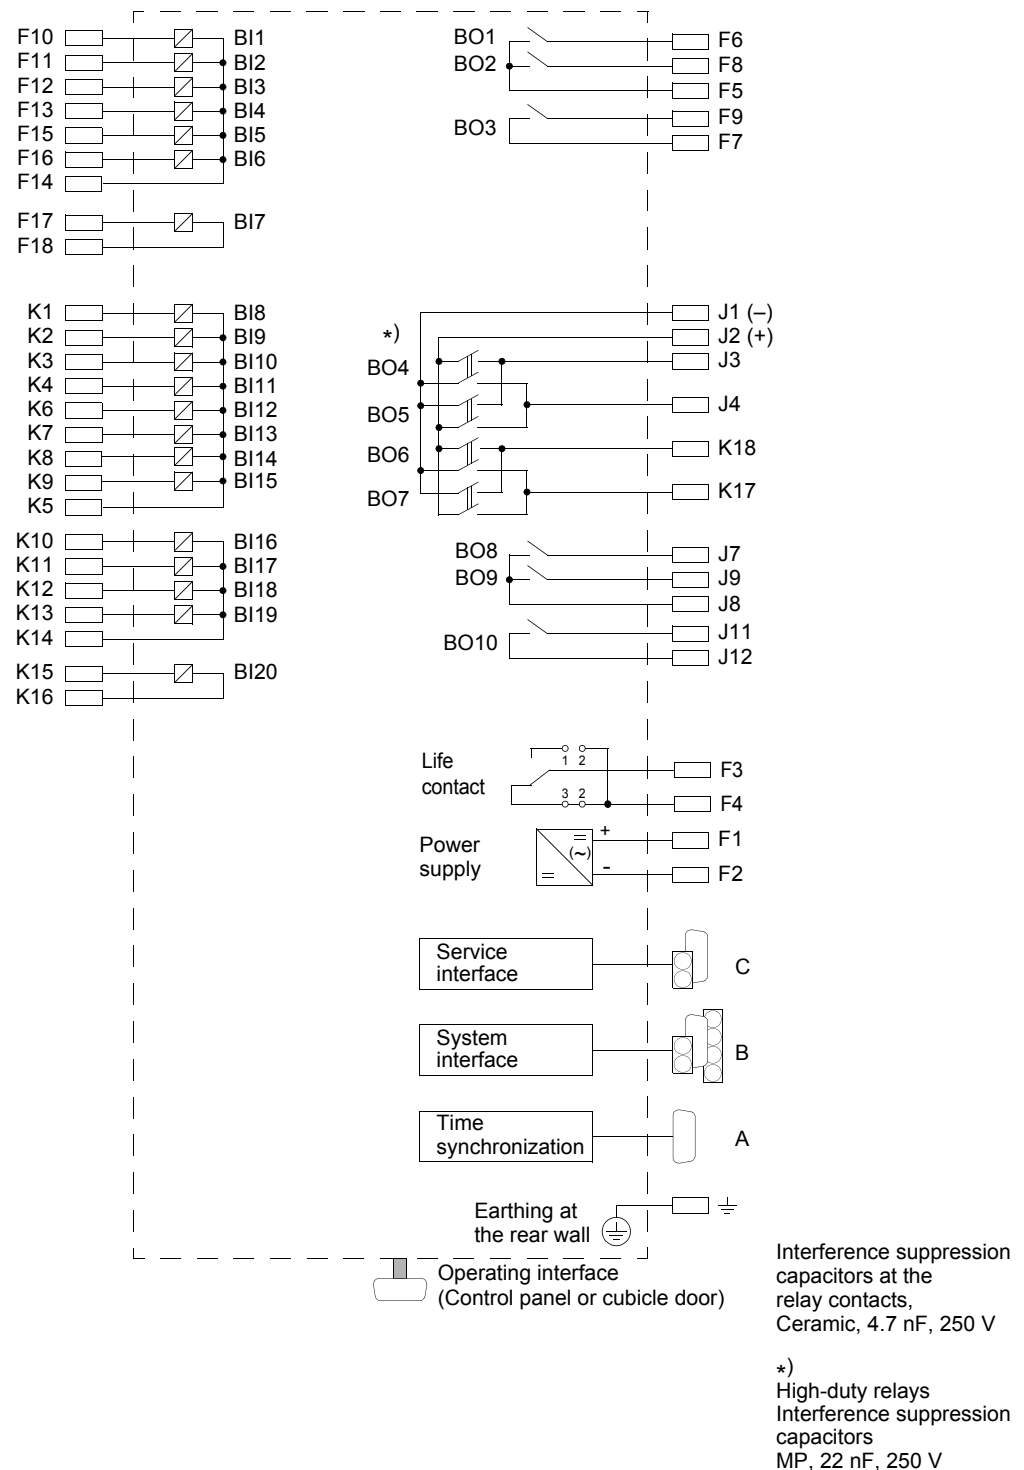 F10 BI1
F11 BI2
F12 BI3
F13 BI4
F15 BI5
F16 BI6
F14
F17 BI7
F18
K1 BI8
K2 BI9
K3 BI10
K4 BI11
K6 BI12
K7 BI13
K8 BI14
K9 BI15
K5
K10 BI16
K11 BI17
K12 BI18
K13 BI19
K14
K15 BI20
K16
BO1 F6
BO2 F8
F5
F9
BO3
F7
J1 (–)
*) J2 (+)
BO4 J3
BO5 J4
BO6 K18
BO7 K17
BO8 J7
BO9 J9
J8
J11
BO10
J12
Life
contact
1 2
3 2
F3
F4
Power
supply
+
(~)
-
F1
F2
Service
interface
C
System
interface
B
Time
synchronization
A
Earthing at
the rear wall
Operating interface
(Control panel or cubicle door)
Interference suppression
capacitors at the
relay contacts,
Ceramic, 4.7 nF, 250 V
*)
High-duty relays
Interference suppression
capacitors
MP, 22 nF, 250 V